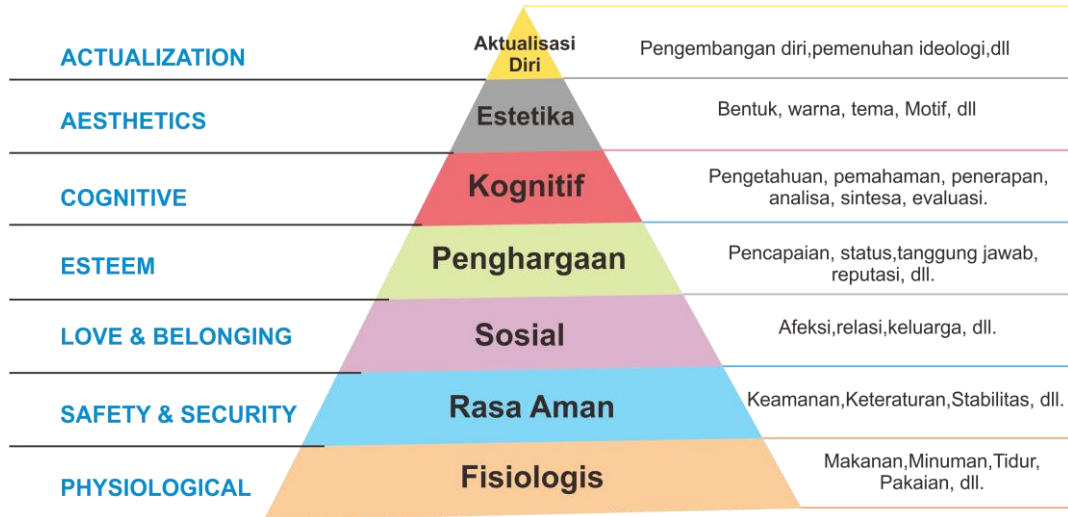 ACTUALIZATION
Aktualisasi
Diri
Pengembangan diri,pemenuhan ideologi,dll
AESTHETICS
Estetika
Bentuk, warna, tema, Motif, dll
COGNITIVE
Kognitif
Pengetahuan, pemahaman, penerapan,
analisa, sintesa, evaluasi.
ESTEEM
Penghargaan
Pencapaian, status,tanggung jawab,
reputasi, dll.
LOVE & BELONGING
Sosial
Afeksi,relasi,keluarga, dll.
SAFETY & SECURITY
Rasa Aman
Keamanan,Keteraturan,Stabilitas, dll.
PHYSIOLOGICAL
Fisiologis
Makanan,Minuman,Tidur,
Pakaian, dll.